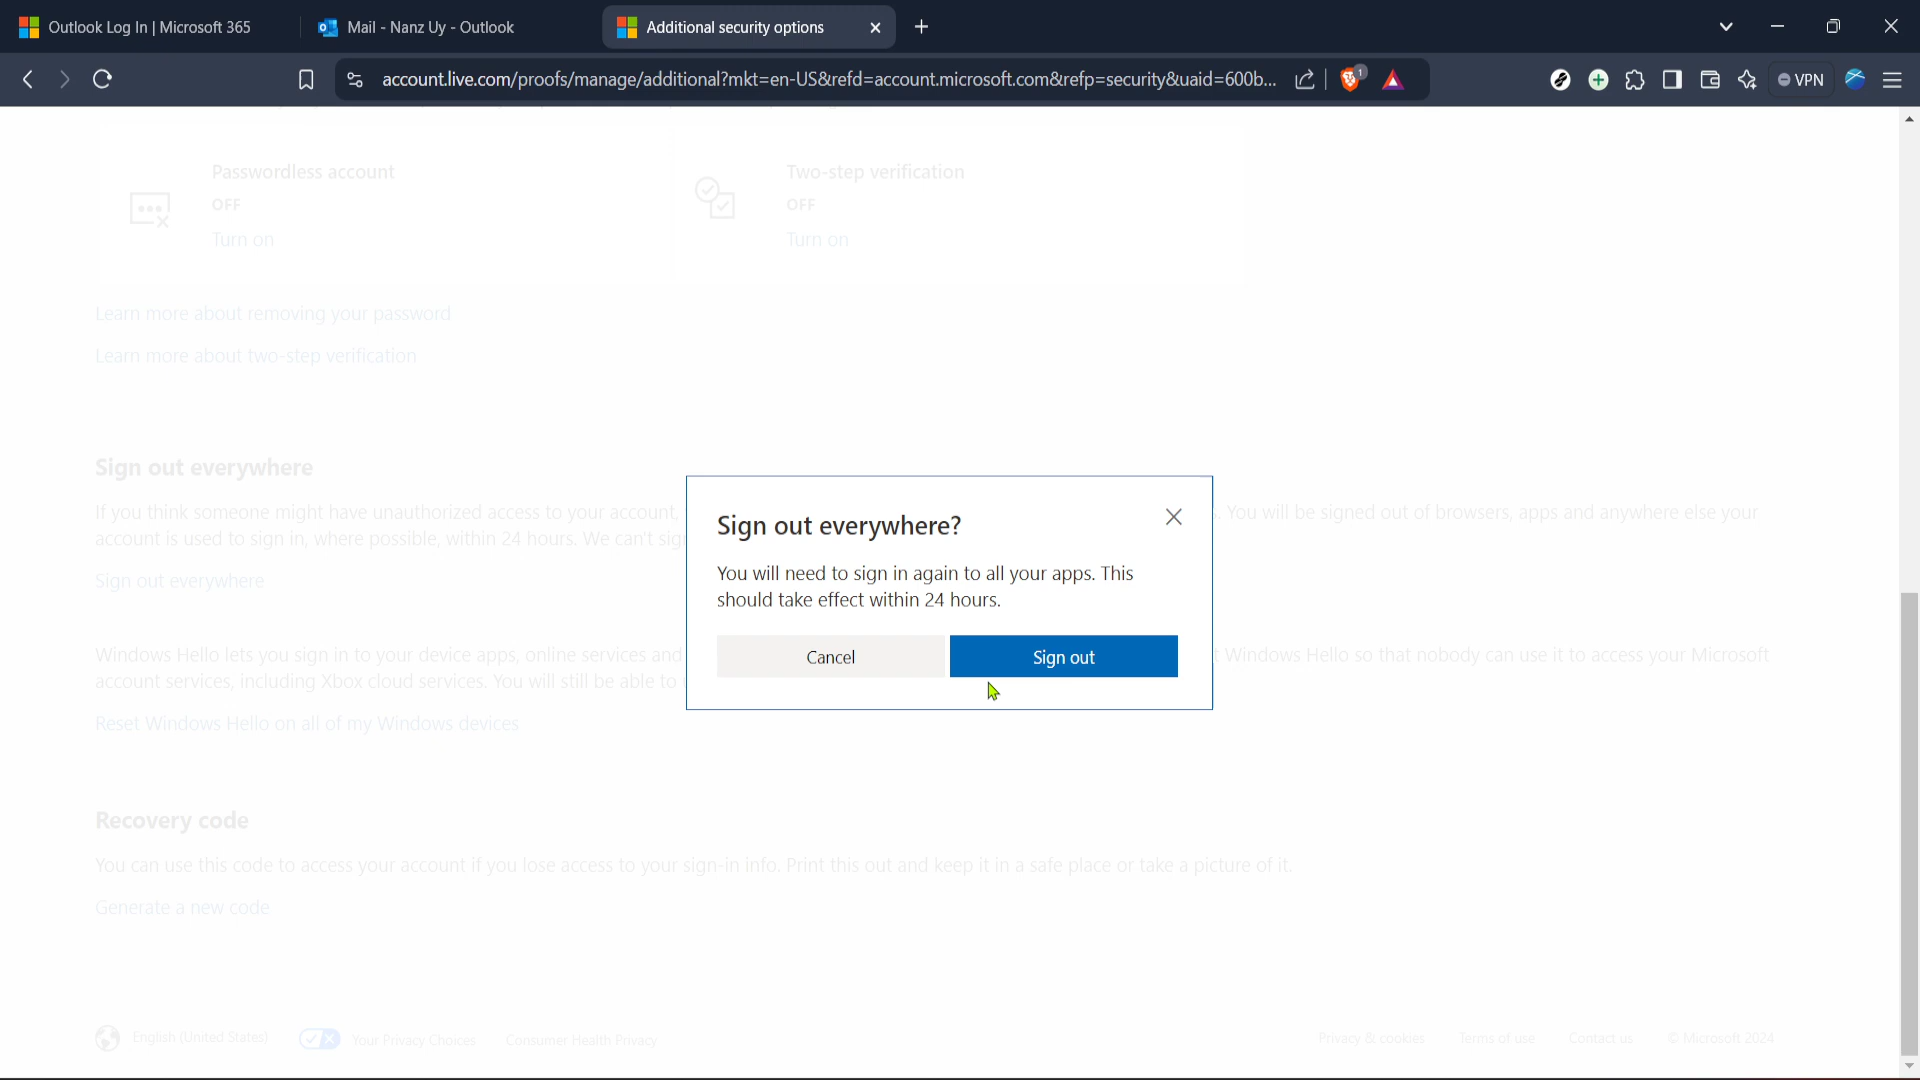 Outlook Log In | Microsoft 365
Mail - Nanz Uy - Outlook
Additional security options
account.live.com/proofs/manage/additional?mkt=en-US&refd=account.microsoft.com&refp=security&uaid=600b...
1
VPN
Passwordless account
OFF
Turn on
Two-step verification
OFF
Turn on
Learn more about removing your password
Learn more about two-step verification
Sign out everywhere
If you think someone might have unauthorized access to your account, . You will be signed out of browsers, apps and anywhere else your
account is used to sign in, where possible, within 24 hours. We can't
Sign out everywhere
Windows Hello lets you sign in to your device apps, online services and Windows Hello so that nobody can use it to access your Microsoft
account services, including Xbox cloud services. You will still be able to
Reset Windows Hello on all of my Windows devices
Sign out everywhere?
You will need to sign in again to all your apps. This
should take effect within 24 hours.
Cancel
Sign out
Recovery code
You can use this code to access your account if you lose access to your sign-in info. Print this out and keep it in a safe place or take a picture of it.
Generate a new code
English (United States)
Your Privacy Choices
Consumer Health Privacy
Privacy & cookies
Terms of use
Contact us
© Microsoft 2024